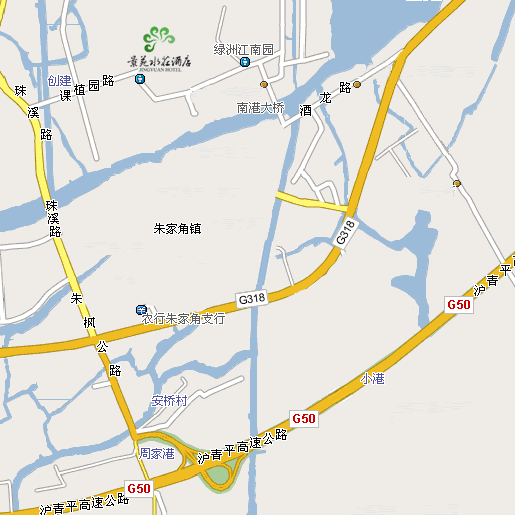 景苑水莊酒店
JINGYUAN HOTEL
绿洲江南园
创建
课植园路
珠溪路
南港大桥
酒龙路
珠溪路
朱家角镇
G318
沪青平高
G50
朱枫公路
G318
农行朱家角支行
小港
安桥村
G50
周家港
沪青平高速公路
G50
沪青平高速公路